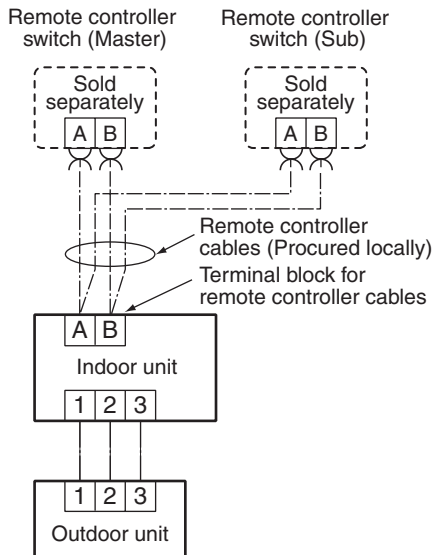 Remote controller
switch (Master)
Remote controller
switch (Sub)
Sold
separately
A B
Sold
separately
A B
Remote controller
cables (Procured locally)
Terminal block for
remote controller cables
A B
Indoor unit
1 2 3
1 2 3
Outdoor unit